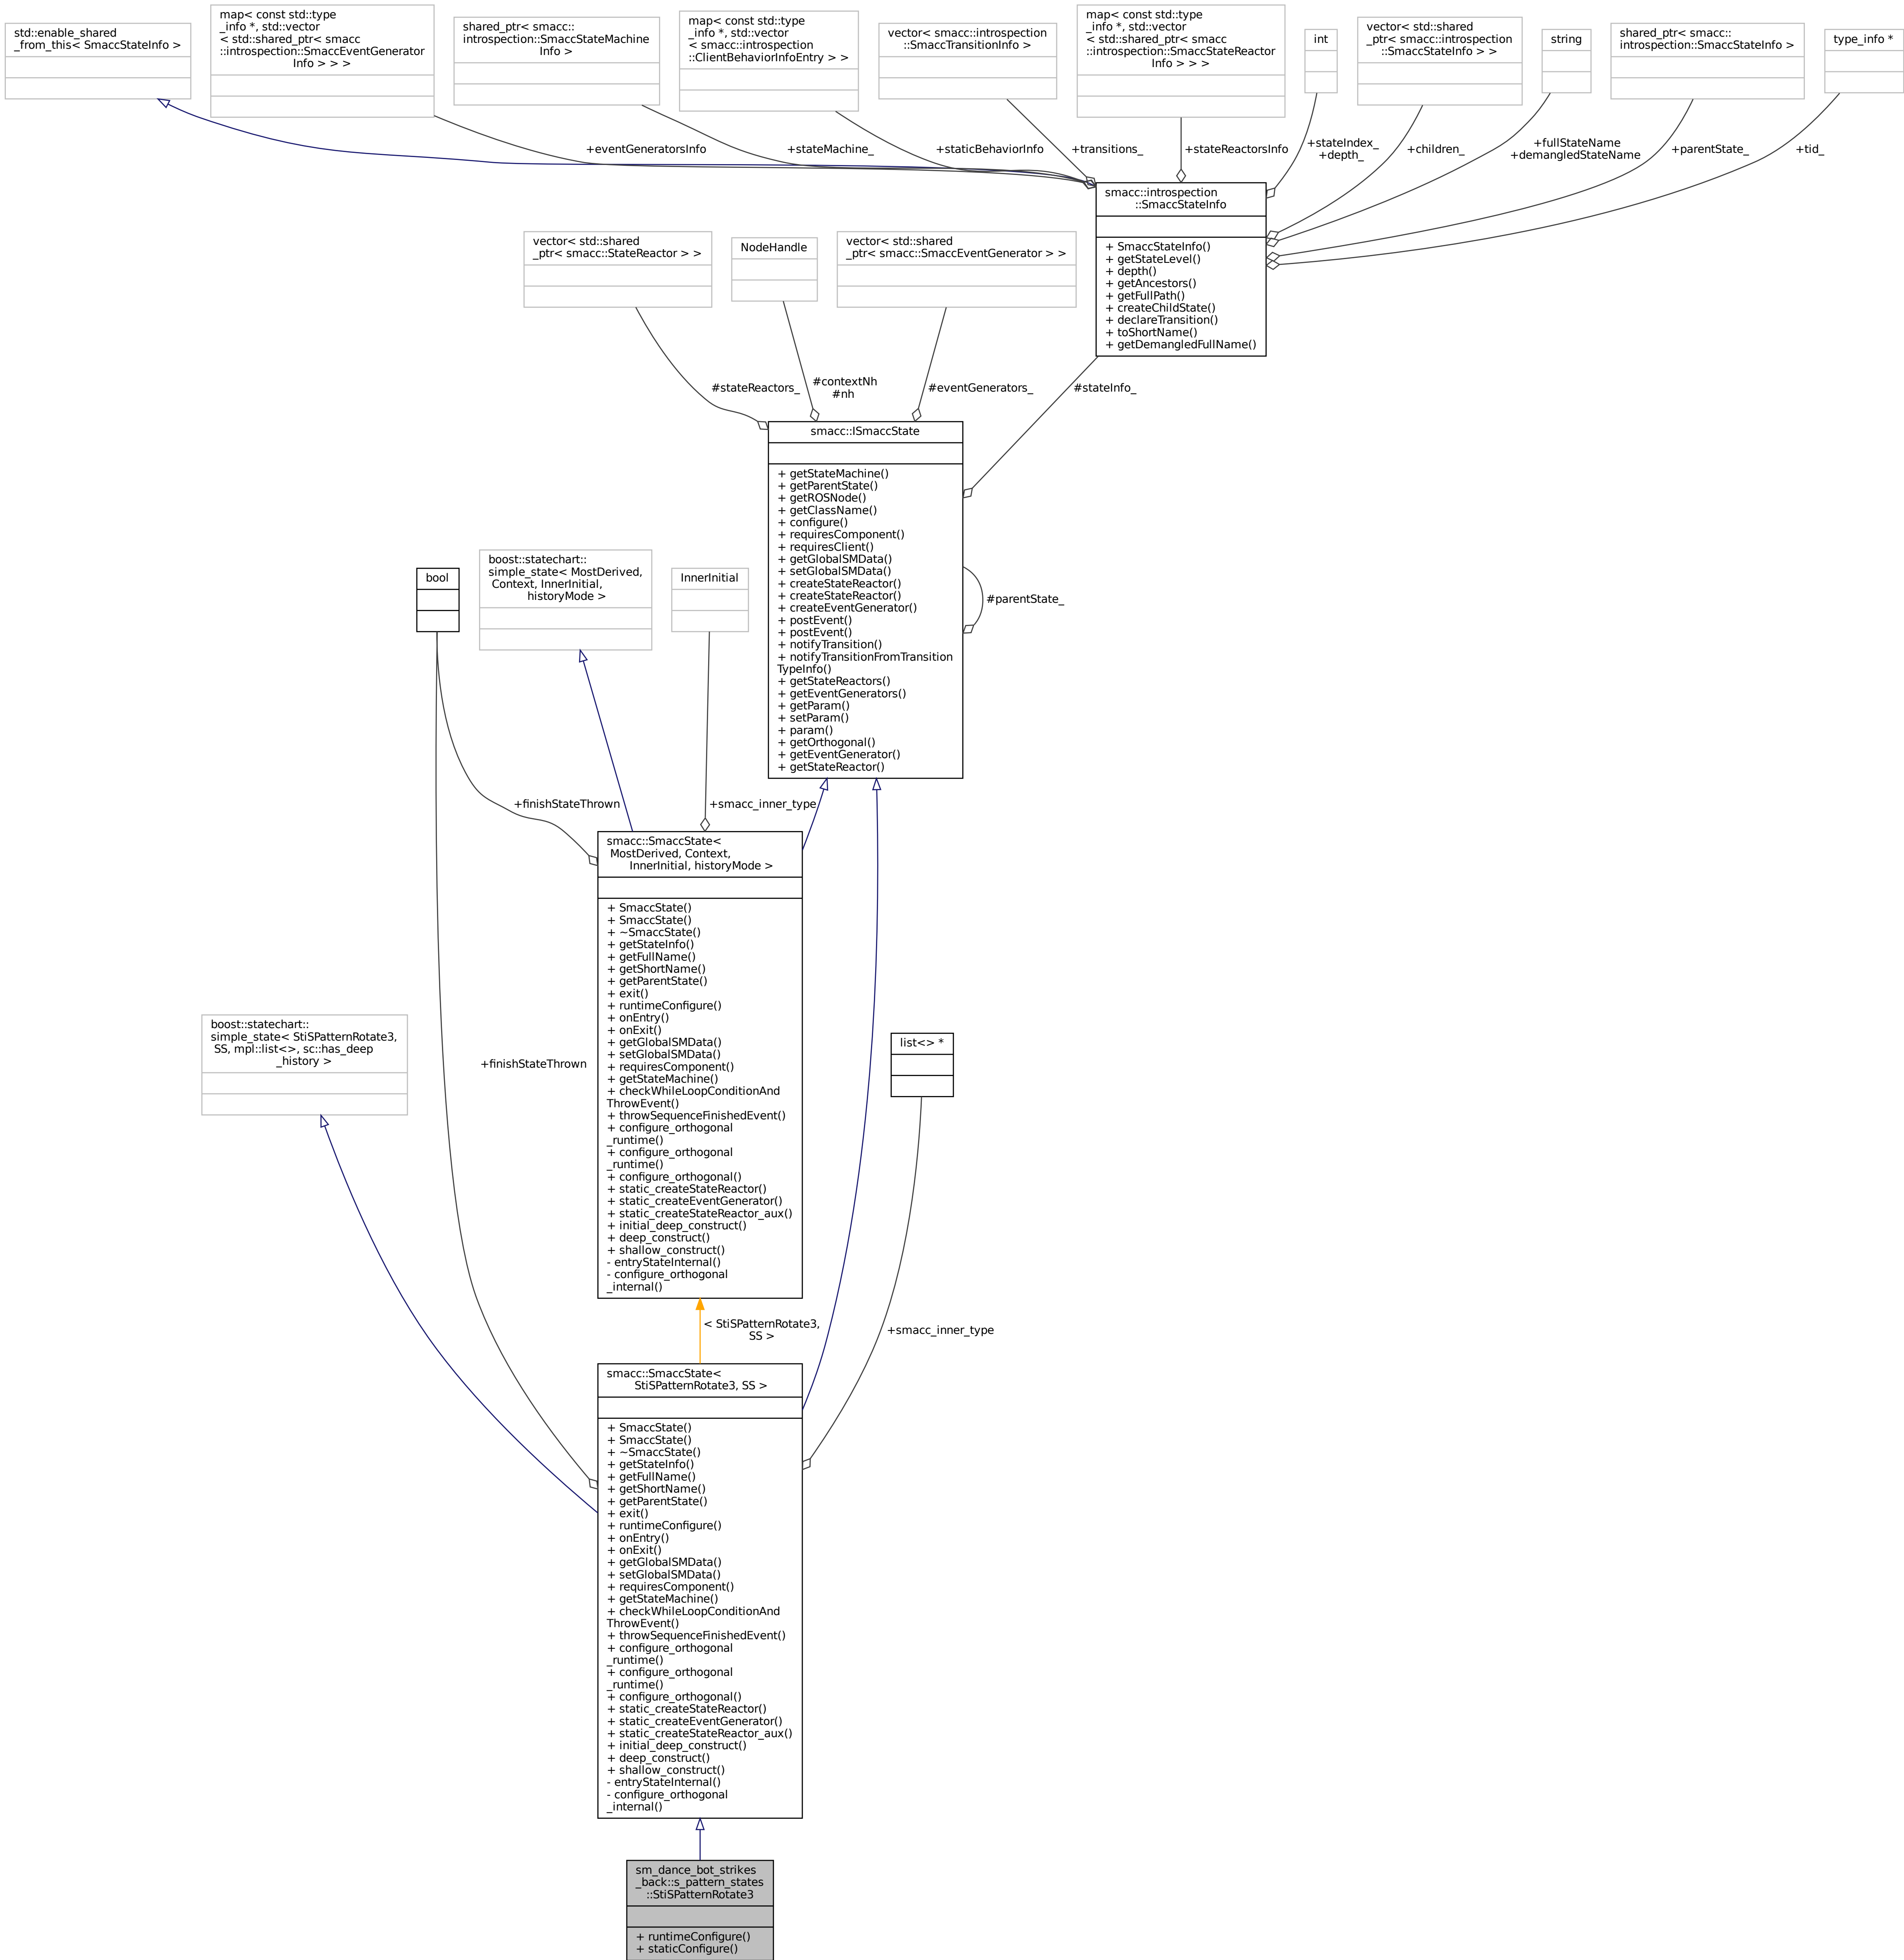 std::enable_shared
_from_this< SmaccStateInfo >
map< const std::type
_info *, std::vector
< std::shared_ptr< smacc
::introspection::SmaccEventGenerator
Info > > >
shared_ptr< smacc::
introspection::SmaccStateMachine
Info >
map< const std::type
_info *, std::vector
< smacc::introspection
::ClientBehaviorInfoEntry > >
vector< smacc::introspection
::SmaccTransitionInfo >
map< const std::type
_info *, std::vector
< std::shared_ptr< smacc
::introspection::SmaccStateReactor
Info > > >
int
vector< std::shared
_ptr< smacc::introspection
::SmaccStateInfo > >
string
shared_ptr< smacc::
introspection::SmaccStateInfo >
type_info *
+eventGeneratorsInfo
+stateMachine_
+staticBehaviorInfo
+transitions_
+stateReactorsInfo
+stateIndex_
+depth_
+children_
+fullStateName
+demangledStateName
+parentState_
+tid_
smacc::introspection
::SmaccStateInfo
+ SmaccStateInfo()
+ getStateLevel()
+ depth()
+ getAncestors()
+ getFullPath()
+ createChildState()
+ declareTransition()
+ toShortName()
+ getDemangledFullName()
vector< std::shared
_ptr< smacc::StateReactor > >
NodeHandle
vector< std::shared
_ptr< smacc::SmaccEventGenerator > >
#stateReactors_
#contextNh
#nh
#eventGenerators_
#stateInfo_
smacc::ISmaccState
+ getStateMachine()
+ getParentState()
+ getROSNode()
+ getClassName()
+ configure()
+ requiresComponent()
+ requiresClient()
+ getGlobalSMData()
+ setGlobalSMData()
+ createStateReactor()
+ createStateReactor()
+ createEventGenerator()
+ postEvent()
+ postEvent()
+ notifyTransition()
+ notifyTransitionFromTransition
TypeInfo()
+ getStateReactors()
+ getEventGenerators()
+ getParam()
+ setParam()
+ param()
+ getOrthogonal()
+ getEventGenerator()
+ getStateReactor()
#parentState_
bool
boost::statechart::
simple_state< MostDerived,
Context, InnerInitial,
historyMode >
InnerInitial
+finishStateThrown
+smacc_inner_type
smacc::SmaccState<
MostDerived, Context,
InnerInitial, historyMode >
+ SmaccState()
+ SmaccState()
+ ~SmaccState()
+ getStateInfo()
+ getFullName()
+ getShortName()
+ getParentState()
+ exit()
+ runtimeConfigure()
+ onEntry()
+ onExit()
+ getGlobalSMData()
+ setGlobalSMData()
+ requiresComponent()
+ getStateMachine()
+ checkWhileLoopConditionAnd
ThrowEvent()
+ throwSequenceFinishedEvent()
+ configure_orthogonal
_runtime()
+ configure_orthogonal
_runtime()
+ configure_orthogonal()
+ static_createStateReactor()
+ static_createEventGenerator()
+ static_createStateReactor_aux()
+ initial_deep_construct()
+ deep_construct()
+ shallow_construct()
- entryStateInternal()
- configure_orthogonal
_internal()
boost::statechart::
simple_state< StiSPatternRotate3,
SS, mpl::list<>, sc::has_deep
_history >
+finishStateThrown
list<> *
< StiSPatternRotate3,
SS >
+smacc_inner_type
smacc::SmaccState<
StiSPatternRotate3, SS >
+ SmaccState()
+ SmaccState()
+ ~SmaccState()
+ getStateInfo()
+ getFullName()
+ getShortName()
+ getParentState()
+ exit()
+ runtimeConfigure()
+ onEntry()
+ onExit()
+ getGlobalSMData()
+ setGlobalSMData()
+ requiresComponent()
+ getStateMachine()
+ checkWhileLoopConditionAnd
ThrowEvent()
+ throwSequenceFinishedEvent()
+ configure_orthogonal
_runtime()
+ configure_orthogonal
_runtime()
+ configure_orthogonal()
+ static_createStateReactor()
+ static_createEventGenerator()
+ static_createStateReactor_aux()
+ initial_deep_construct()
+ deep_construct()
+ shallow_construct()
- entryStateInternal()
- configure_orthogonal
_internal()
sm_dance_bot_strikes
_back::s_pattern_states
::StiSPatternRotate3
+ runtimeConfigure()
+ staticConfigure()